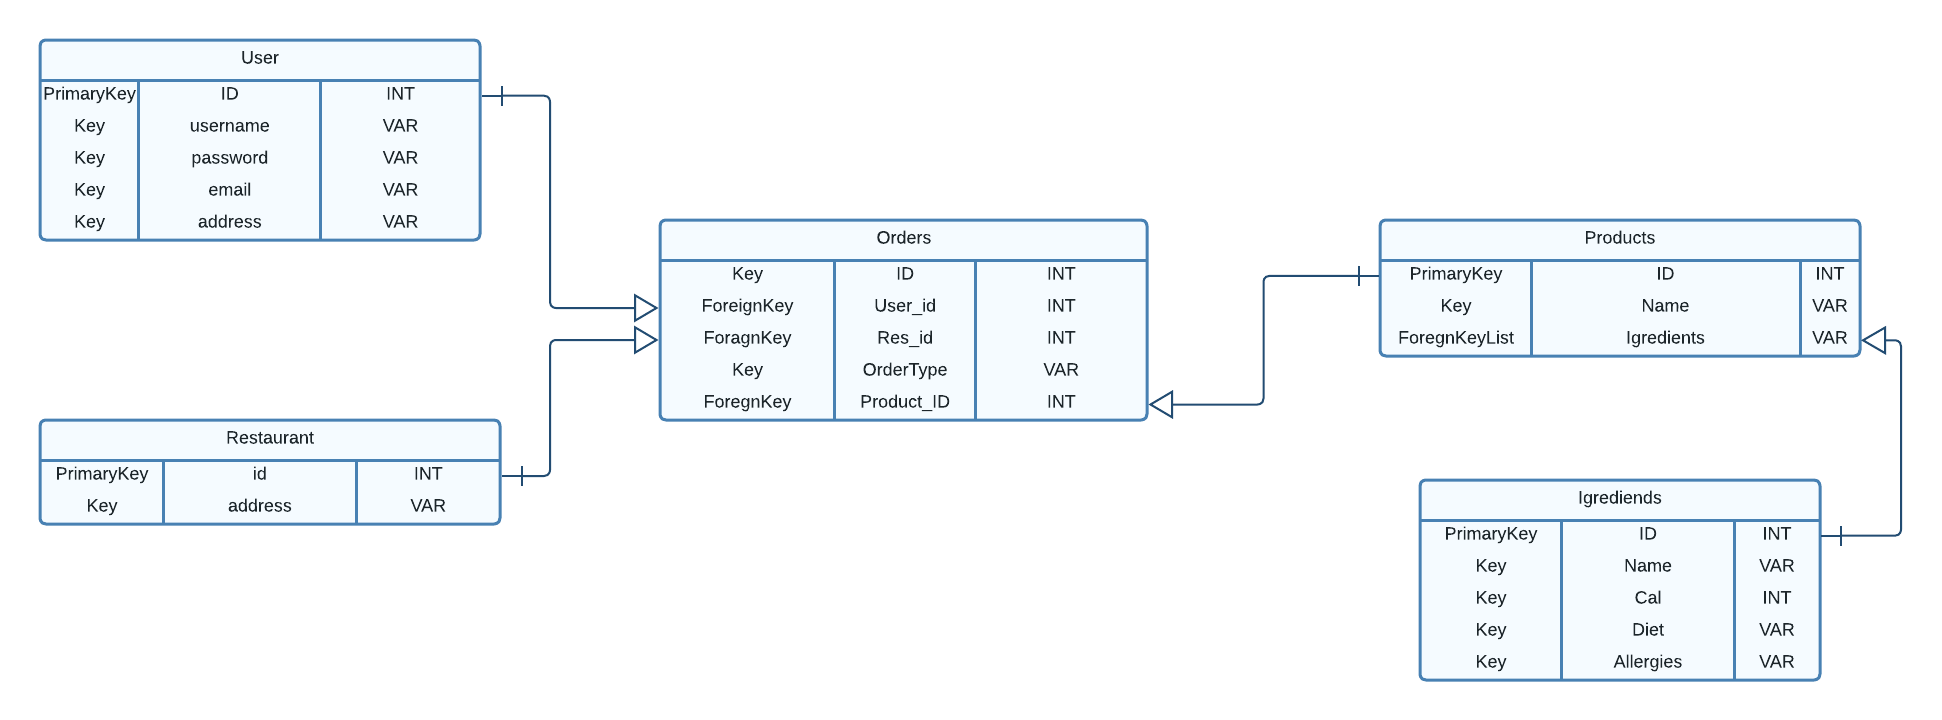 User
PrimaryKey ID INT
Key username VAR
Key password VAR
Key email VAR
Key address VAR
Restaurant
PrimaryKey id INT
Key address VAR
Orders
Key ID INT
ForeignKey User_id INT
ForagnKey Res_id INT
Key OrderType VAR
ForegnKey Product_ID INT
Products
PrimaryKey ID INT
Key Name VAR
ForegnKeyList Igredients VAR
Igrediends
PrimaryKey ID INT
Key Name VAR
Key Cal INT
Key Diet VAR
Key Allergies VAR